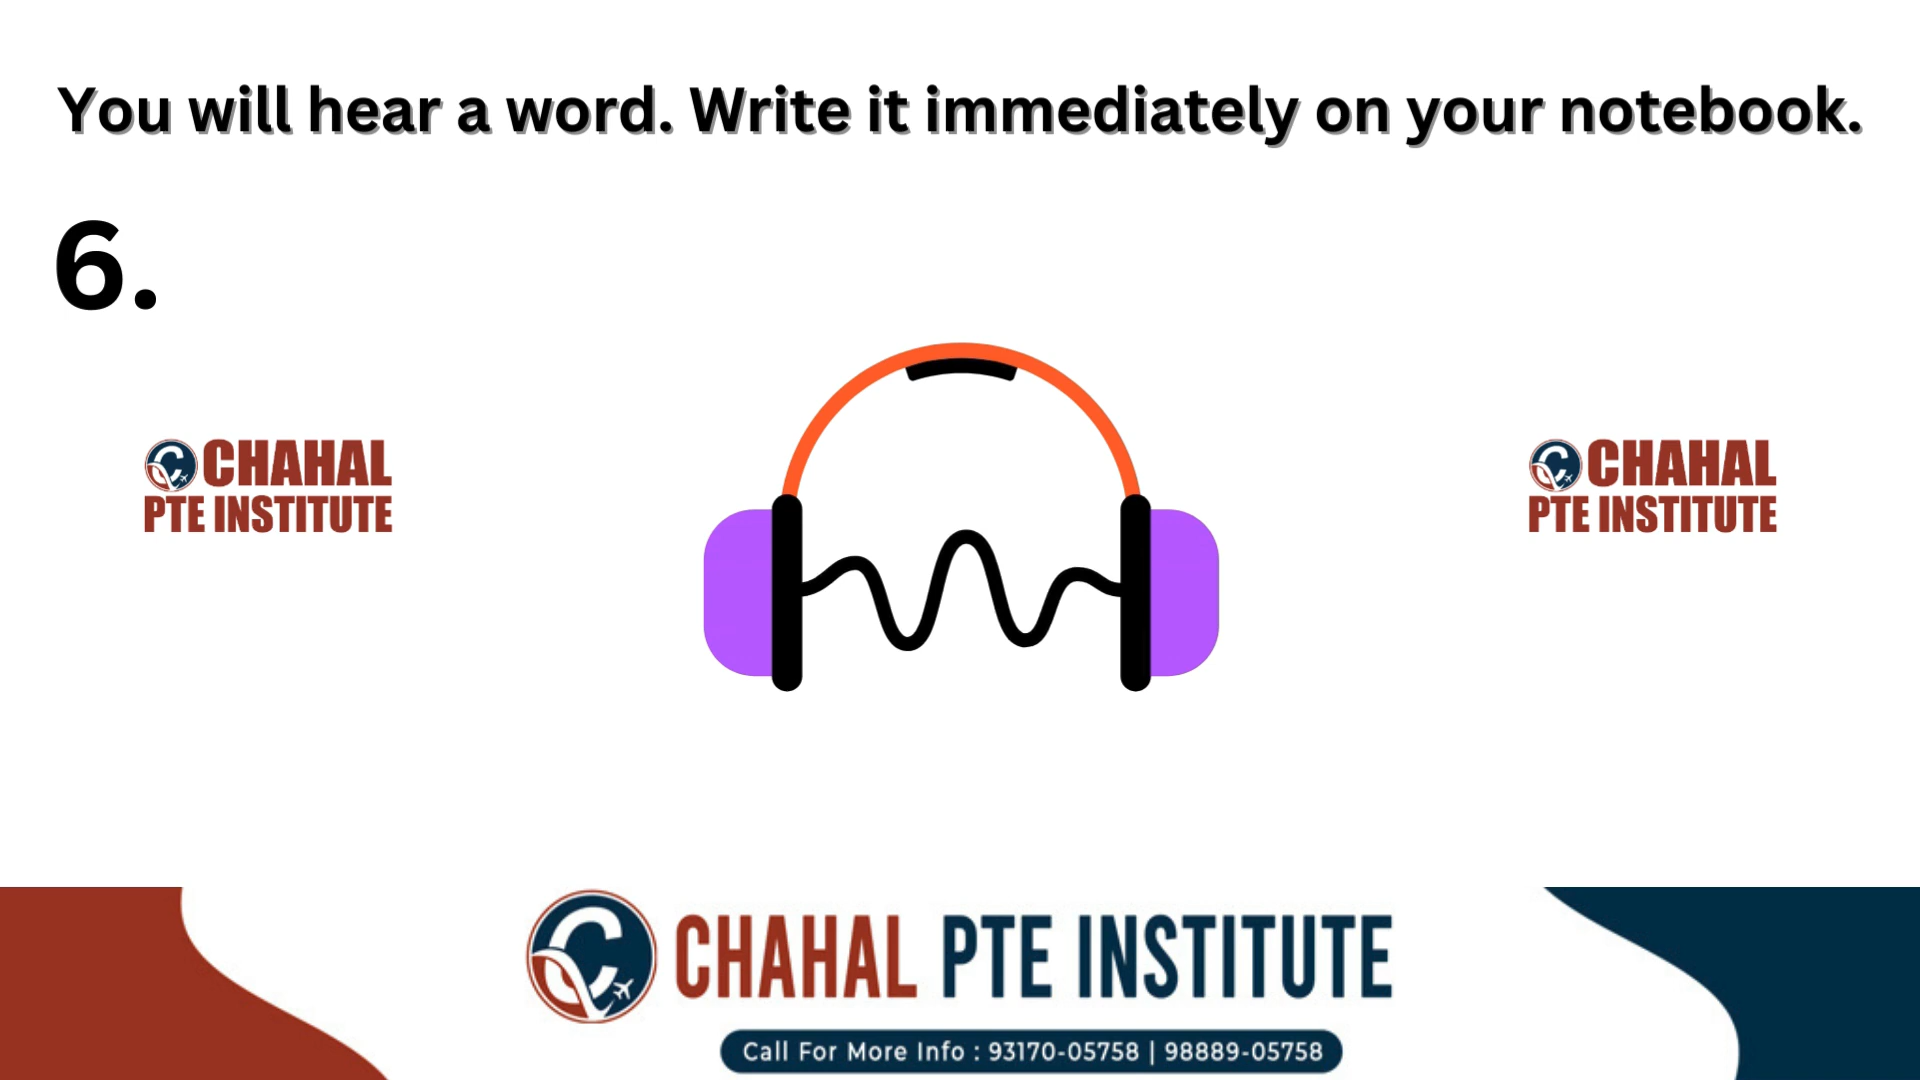 You will hear a word. Write it immediately on your notebook.
6.
CHAHAL
PTE INSTITUTE
CHAHAL
PTE INSTITUTE
CHAHAL PTE INSTITUTE
Call For More Info : 93170-05758 | 98889-05758